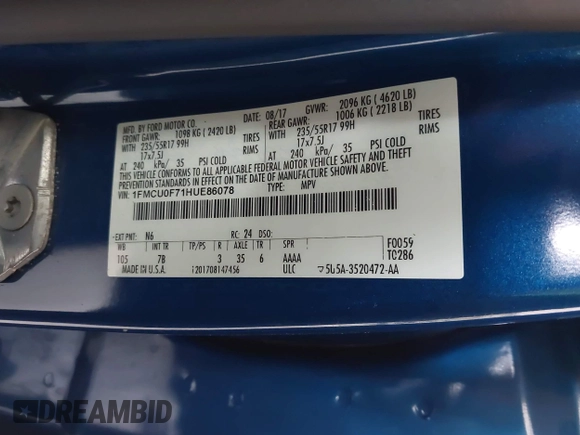 MFD. BY FORD MOTOR CO. DATE: 08/17 GVWR: 2096 KG ( 4620 LB)
FRONT GAWR: 1098 KG ( 2420 LB) REAR GAWR: 1006 KG ( 2218 LB)
WITH 235/55R17 99H TIRES WITH 235/55R17 99H TIRES
17x7.5J RIMS 17x7.5J RIMS
AT 240 kPa/ 35 PSI COLD AT 240 kPa/ 35 PSI COLD
THIS VEHICLE CONFORMS TO ALL APPLICABLE FEDERAL MOTOR VEHICLE SAFETY AND THEFT
PREVENTION STANDARDS IN EFFECT ON THE DATE OF MANUFACTURE SHOWN ABOVE.
VIN: 1FMCU0F71HUE86078 TYPE: MPV
EXT PNT: N6 RC: 24 DSO:
WB INT TR TP/PS R AXLE TR SPR F0059
105 7B 3 35 6 AAAA TC286
MADE IN U.S.A. 201708147456 ULC 5U5A-3520472-AA
DREAMBID